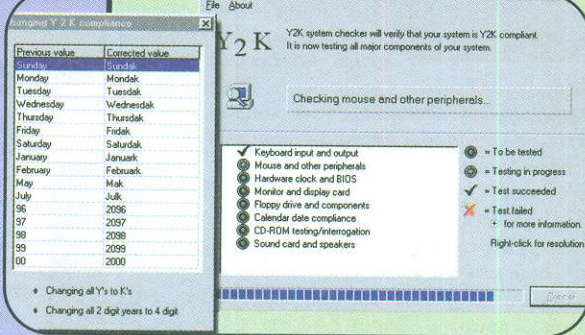 hanging Y 2 K compliance
Previous value Corrected value
Sunday Sundak
Monday Mondak
Tuesday Tuesdak
Wednesday Wednesdak
Thursday Thursdak
Friday Fridak
Saturday Saturdak
January Januark
February Februark
May Mak
July Julk
96 2096
97 2097
98 2098
99 2099
00 2000
Changing all Y's to K's
Changing all 2 digit years to 4 digit
File About
Y2K
Y2K system checker will verify that your system is Y2K compliant.
It is now testing all major components of your system.
Checking mouse and other peripherals...
Keyboard input and output
Mouse and other peripherals
Hardware clock and BIOS
Monitor and display card
Floppy drive and components
Calendar date compliance
CD-ROM testing/interrogation
Sound card and speakers
= To be tested
= Testing in progress
= Test succeeded
= Test failed
+ for more information.
Right-click for resolution
Cancel